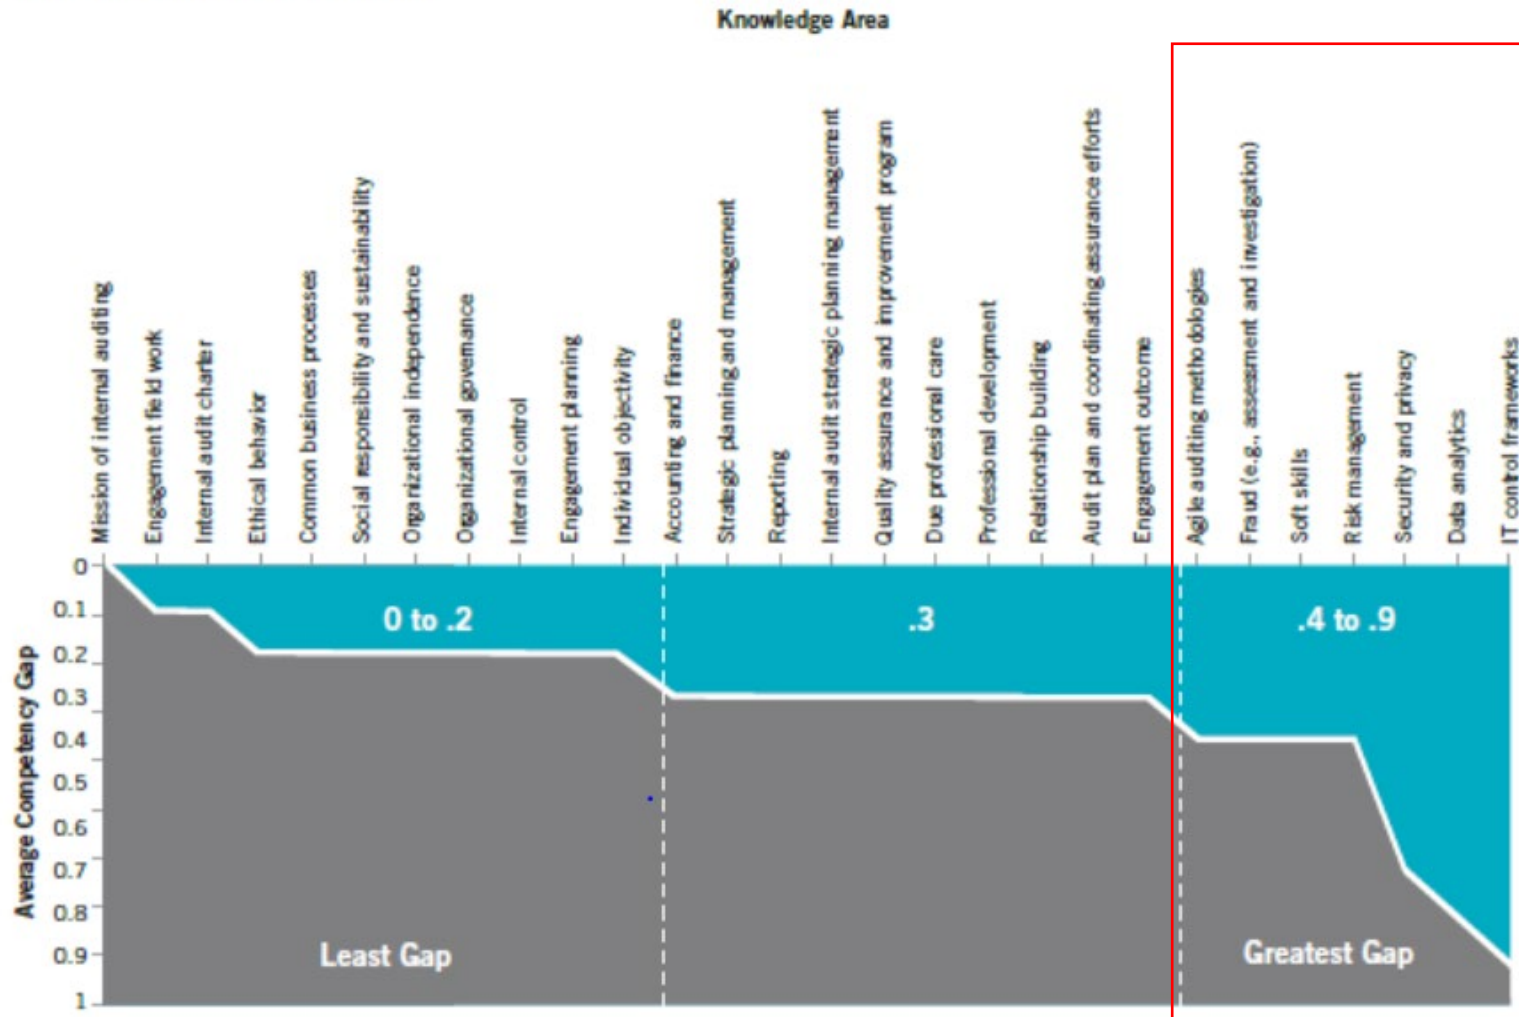 Knowledge Area
Mission of internal auditing
Engagement field work
Internal audit charter
Ethical behavior
Common business processes
Social responsibility and sustainability
Organizational independence
Organizational governance
Internal control
Engagement planning
Individual objectivity
Accounting and finance
Strategic planning and management
Reporting
Internal audit strategic planning management
Quality assurance and improvement program
Due professional care
Professional development
Relationship building
Audit plan and coordinating assurance efforts
Engagement outcome
Agile auditing methodologies
Fraud (e.g., assessment and investigation)
Soft skills
Risk management
Security and privacy
Data analytics
IT control frameworks
Average Competency Gap
0
0.1
0.2
0.3
0.4
0.5
0.6
0.7
0.8
0.9
1
0 to .2
.3
.4 to .9
Least Gap
Greatest Gap